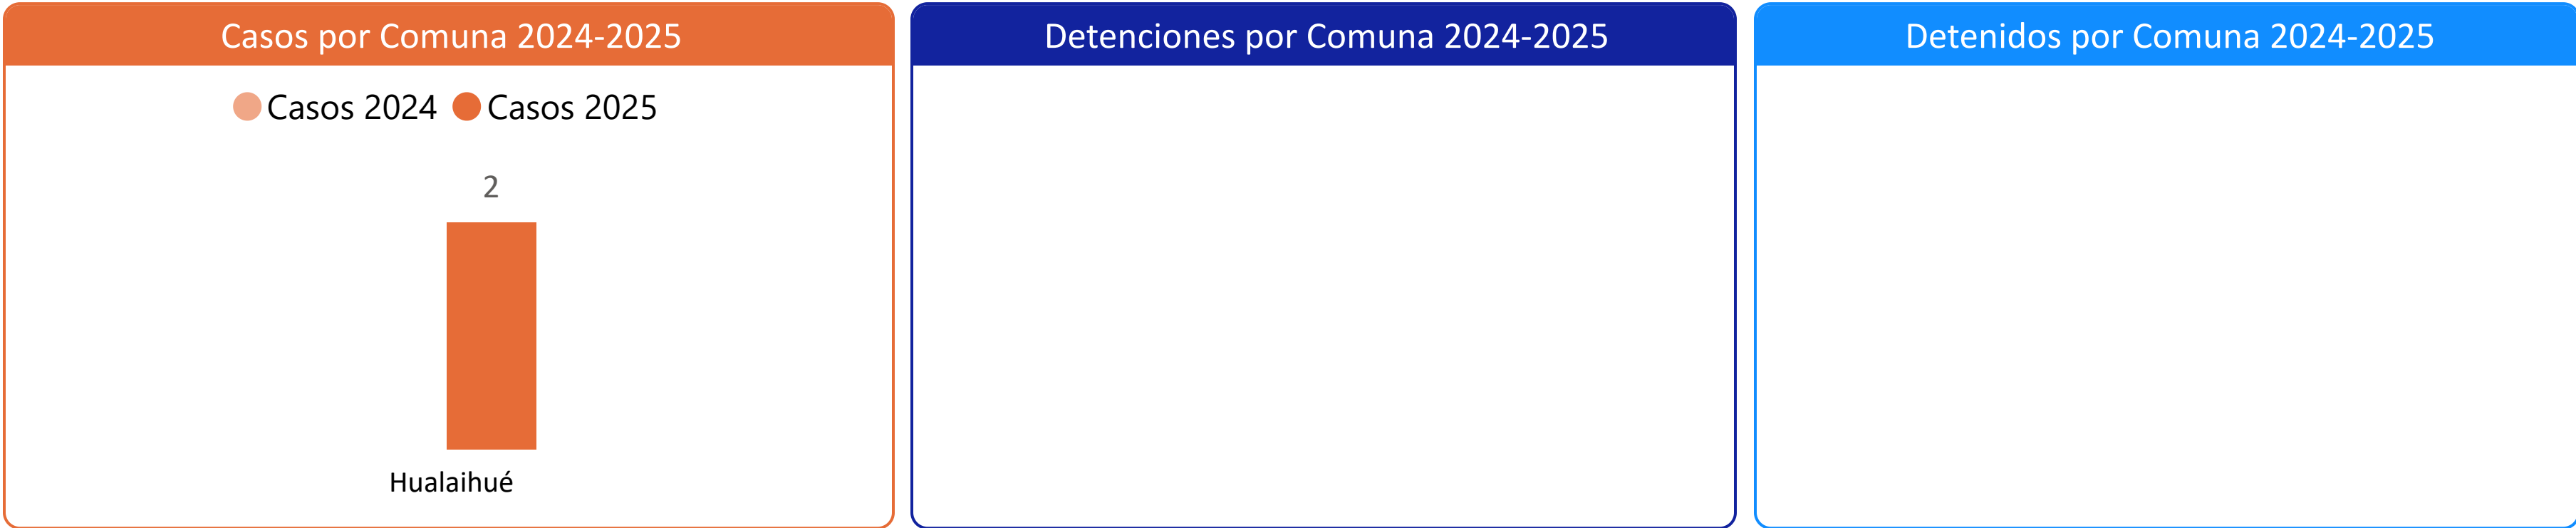 Casos por Comuna 2024-2025
Casos 2024 Casos 2025
2
Hualaihué
Detenciones por Comuna 2024-2025
Detenidos por Comuna 2024-2025